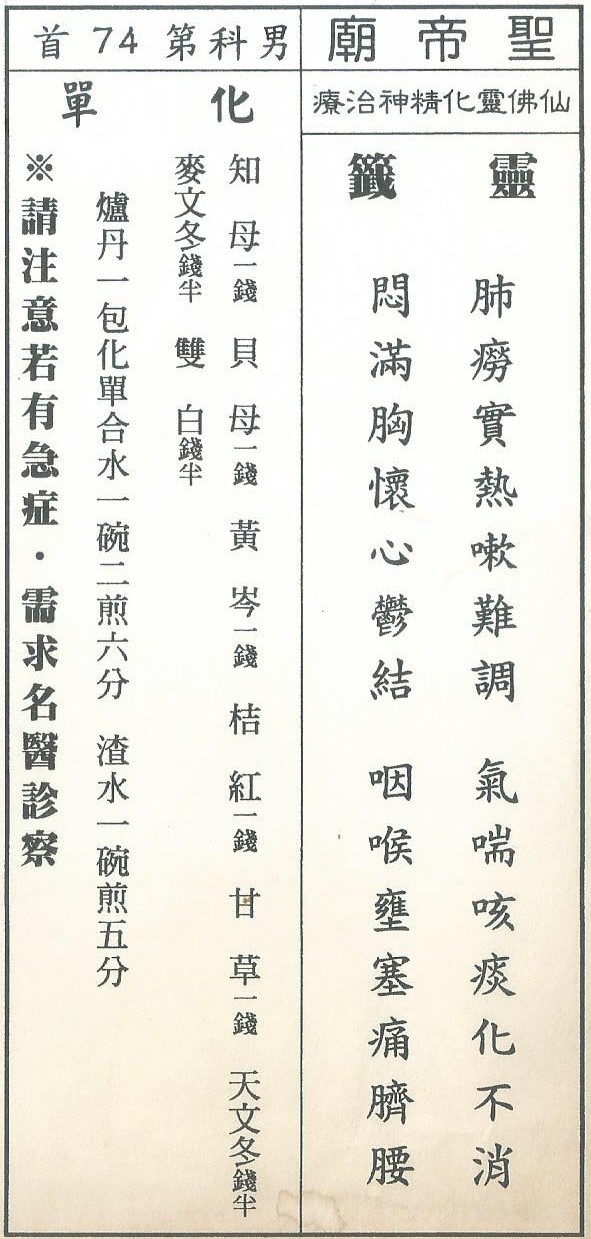 聖帝廟
仙佛靈化精神治療
靈籤
肺癆實熱嗽難調　氣喘咳痰化不消
悶滿胸懷心鬱結　咽喉壅塞痛臍腰
男科第74首
化單
知母一錢　貝母一錢　黃岑一錢　桔紅一錢　甘草一錢　天文冬錢半
麥文冬錢半　雙白錢半
爐丹一包化單合水一碗二煎六分　渣水一碗煎五分
※請注意若有急症．需求名醫診察